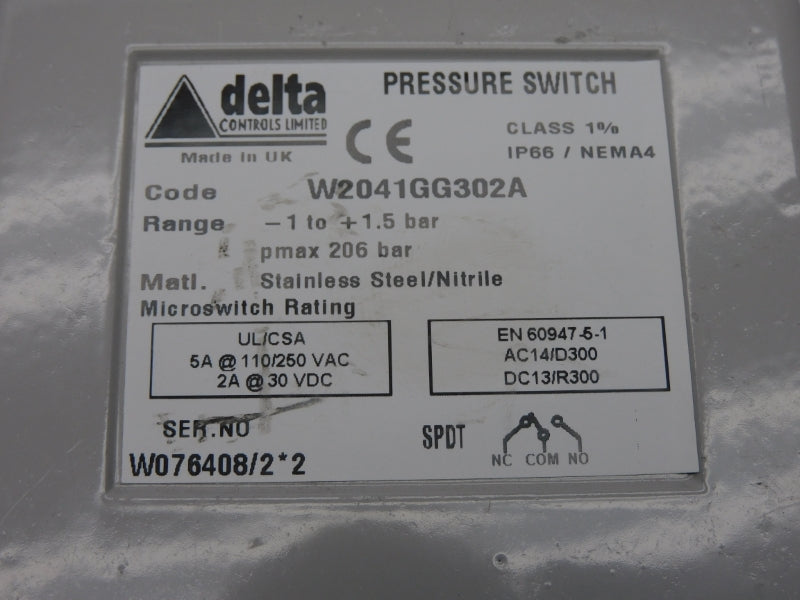 delta
CONTROLS LIMITED
Made in UK
PRESSURE SWITCH
CE
CLASS 1%
IP66 / NEMA4
Code W2041GG302A
Range -1 to +1.5 bar
pmax 206 bar
Matl. Stainless Steel/Nitrile
Microswitch Rating
UL/CSA
5A @ 110/250 VAC
2A @ 30 VDC
EN 60947-5-1
AC14/D300
DC13/R300
SER.NO
W076408/2*2
SPDT
NC COM NO